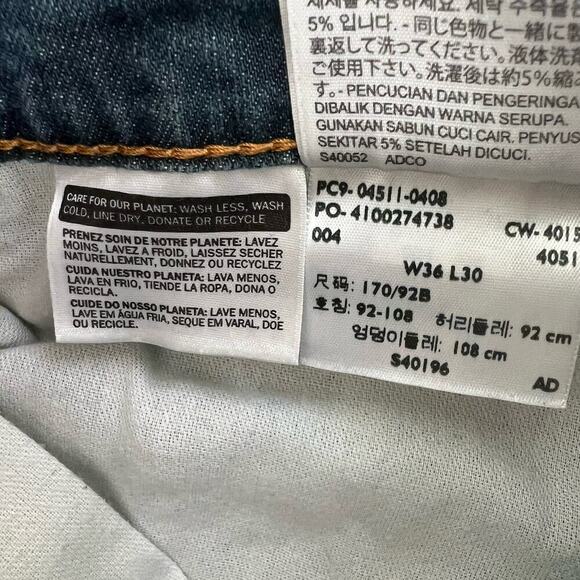 5% 입니다. - 同じ色物と一緒に
裏返して洗ってください。液体洗
ご使用下さい。洗濯後は約5%縮
す。- PENCUCIAN DAN PENGERINGA
DIBALIK DENGAN WARNA SERUPA.
GUNAKAN SABUN CUCI CAIR. PENYUS
SEKITAR 5% SETELAH DICUCI.
S40052 ADCO
CARE FOR OUR PLANET: WASH LESS, WASH
COLD, LINE DRY, DONATE OR RECYCLE
PRENEZ SOIN DE NOTRE PLANETE: LAVEZ
MOINS, LAVEZ A FROID, LAISSEZ SECHER
NATURELLEMENT, DONNEZ OU RECYCLEZ
CUIDA NUESTRO PLANETA: LAVA MENOS,
LAVA EN FRIO, TIENDE LA ROPA, DONA O
RECICLA.
CUIDE DO NOSSO PLANETA: LAVE MENOS,
LAVE EM ÁGUA FRIA, SEQUE EM VARAL, DOE
OU RECICLE.
PC9- 04511-0408
PO- 4100274738
CW- 4015
004
4051
W36 L30
尺码: 170/92B
호칭: 92-108 허리둘레: 92 cm
엉덩이둘레: 108 cm
S40196
AD